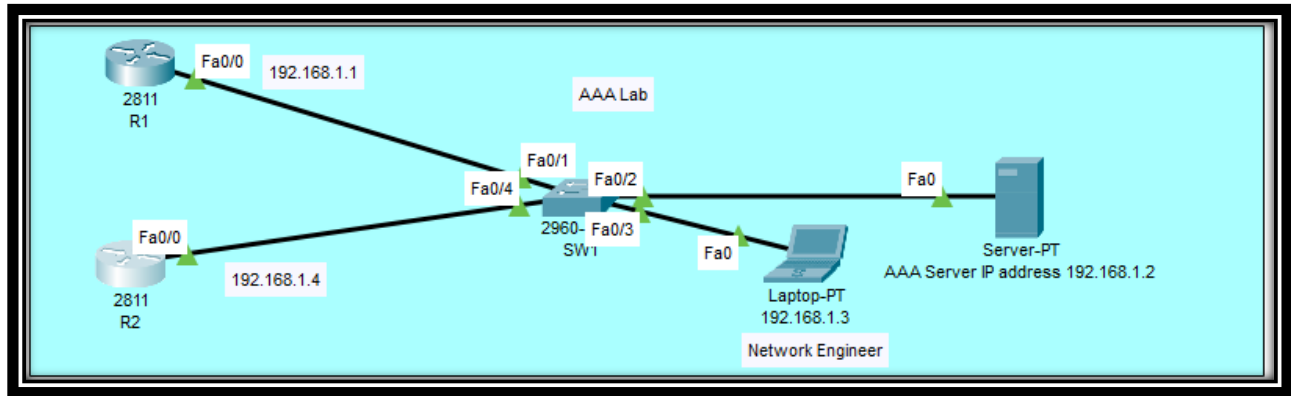 Fa0/0
192.168.1.1
2811
R1
AAA Lab
Fa0/1
Fa0/4
Fa0/2
Fa0
2960-
Fa0/3
SW1
Fa0
Server-PT
AAA Server IP address 192.168.1.2
Fa0/0
192.168.1.4
2811
R2
Laptop-PT
192.168.1.3
Network Engineer